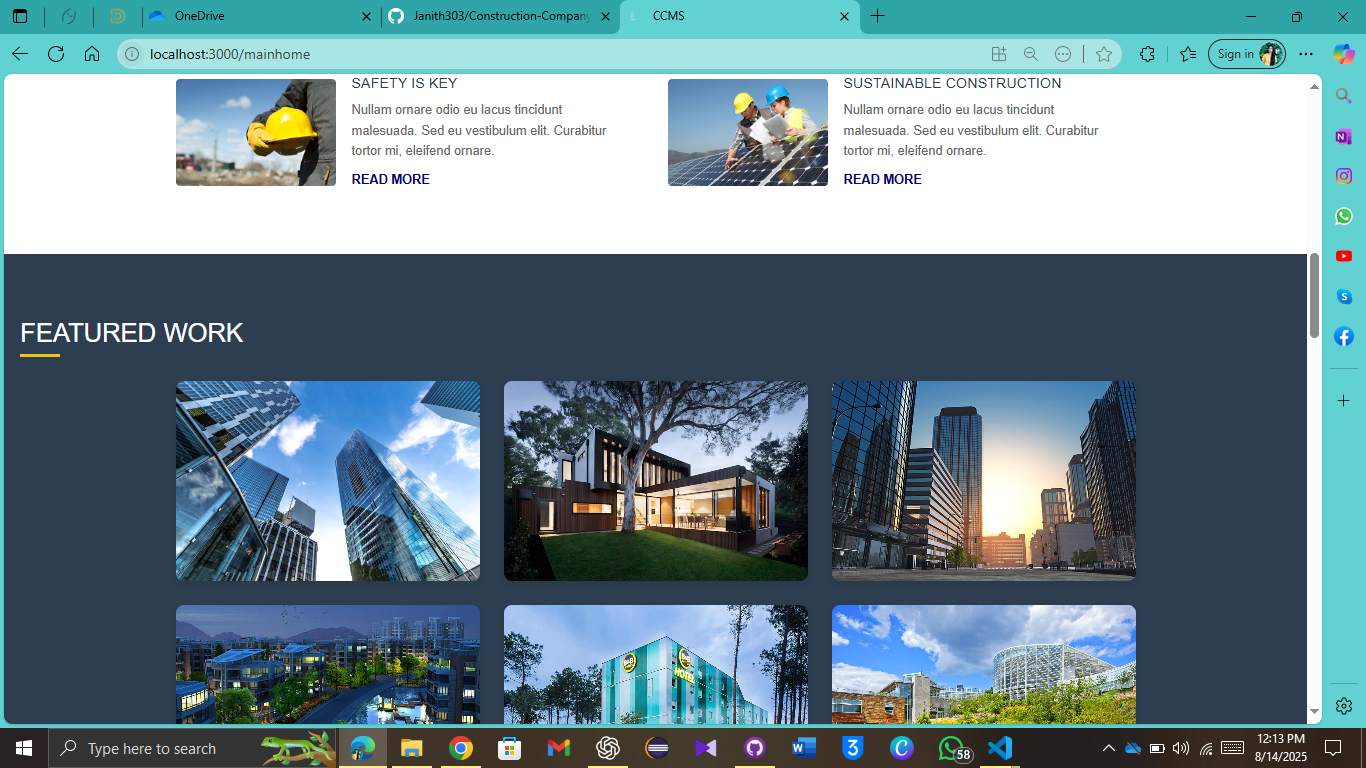 OneDrive
Janith303/Construction-Company
CCMS
localhost:3000/mainhome
Sign in
SAFETY IS KEY
Nullam ornare odio eu lacus tincidunt
malesuada. Sed eu vestibulum elit. Curabitur
tortor mi, eleifend ornare.
READ MORE
SUSTAINABLE CONSTRUCTION
Nullam ornare odio eu lacus tincidunt
malesuada. Sed eu vestibulum elit. Curabitur
tortor mi, eleifend ornare.
READ MORE
FEATURED WORK
HOTEL
Type here to search
58
12:13 PM
8/14/2025